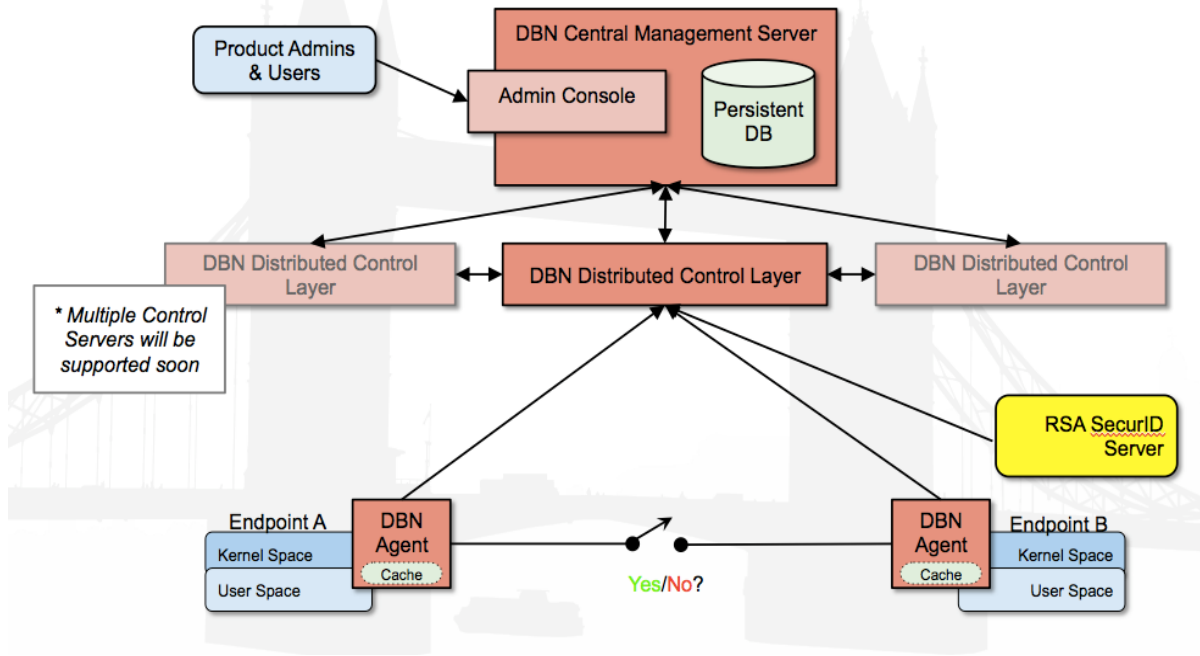 DBN Central Management Server
Product Admins
& Users
Admin Console
Persistent
DB
DBN Distributed Control
Layer
DBN Distributed Control Layer
DBN Distributed Control
Layer
* Multiple Control
Servers will be
supported soon
RSA SecurID
Server
Endpoint A
Kernel Space
User Space
DBN
Agent
Cache
Yes/No?
DBN
Agent
Cache
Endpoint B
Kernel Space
User Space